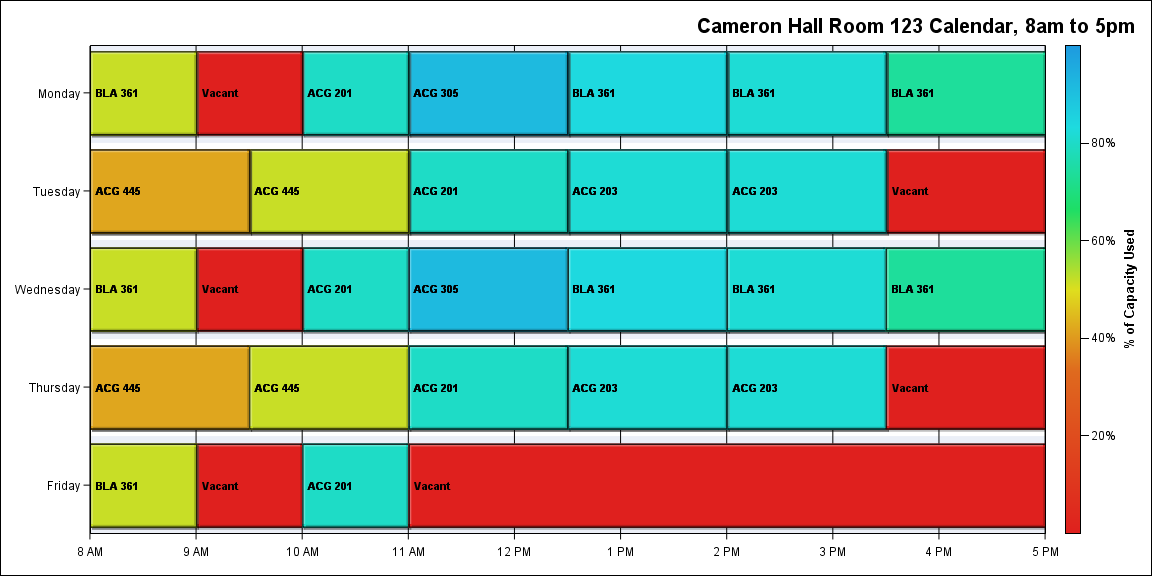 Cameron Hall Room 123 Calendar, 8am to 5pm
Monday
BLA 361
Vacant
ACG 201
ACG 305
BLA 361
BLA 361
BLA 361
Tuesday
ACG 445
ACG 445
ACG 201
ACG 203
ACG 203
Vacant
Wednesday
BLA 361
Vacant
ACG 201
ACG 305
BLA 361
BLA 361
BLA 361
Thursday
ACG 445
ACG 445
ACG 201
ACG 203
ACG 203
Vacant
Friday
BLA 361
Vacant
ACG 201
Vacant
8 AM
9 AM
10 AM
11 AM
12 PM
1 PM
2 PM
3 PM
4 PM
5 PM
80%
60%
40%
20%
% of Capacity Used